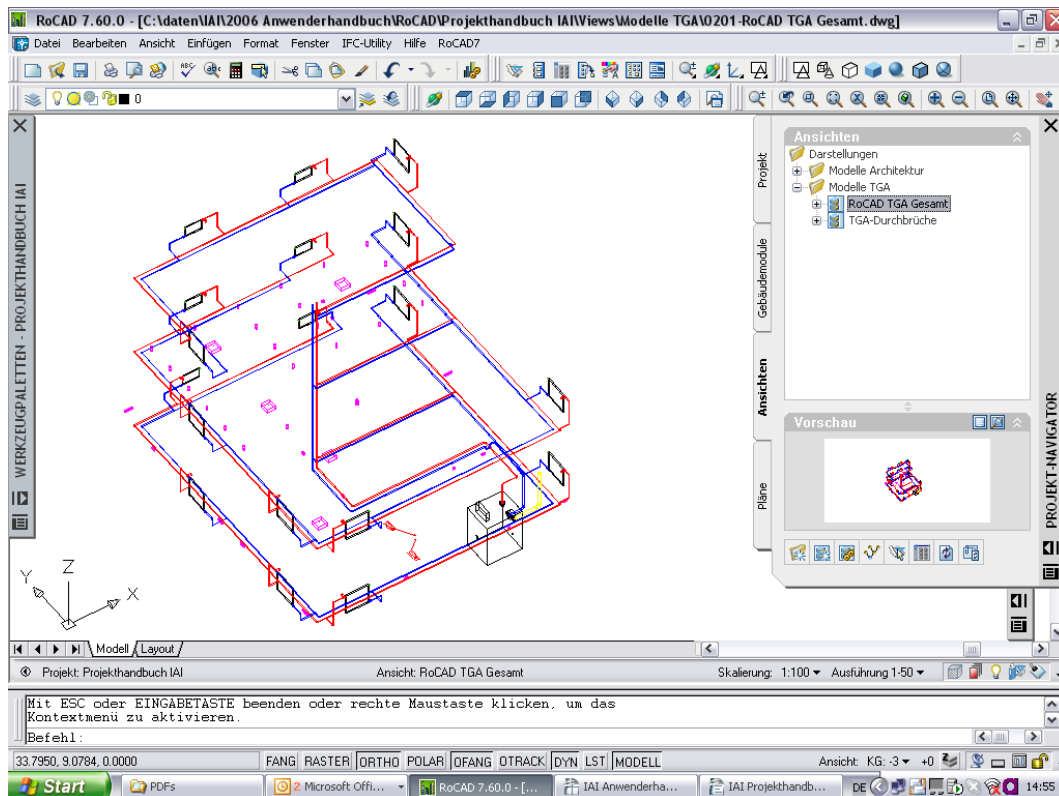 RoCAD 7.60.0 - [C:\daten\IAI\2006 Anwenderhandbuch\RoCAD\Projekthandbuch IAI\Views\Modelle TGA\0201-RoCAD TGA Gesamt.dwg]
Datei Bearbeiten Ansicht Einfügen Format Fenster IFC-Utility Hilfe RoCAD7
0
WERKZEUGPALETTEN - PROJEKTHANDBUCH IAI
Projekt
Gebäudemodule
Ansichten
Pläne
Ansichten
Darstellungen
Modelle Architektur
Modelle TGA
RoCAD TGA Gesamt
TGA-Durchbrüche
Vorschau
PROJEKT-NAVIGATOR
Z
Y
X
Modell Layout
Projekt: Projekthandbuch IAI Ansicht: RoCAD TGA Gesamt Skalierung: 1:100 Ausführung 1-50
Mit ESC oder EINGABETASTE beenden oder rechte Maustaste klicken, um das
Kontextmenü zu aktivieren.
Befehl:
33.7950, 9.0784, 0.0000 FANG RASTER ORTHO POLAR OFANG OTRACK DYN LST MODELL Ansicht: KG: -3 +0
Start PDFs 2 Microsoft Offi... RoCAD 7.60.0 - [... IAI Anwenderha... IAI Projekthandb... DE 14:55